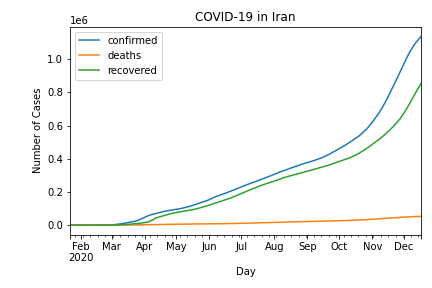 COVID-19 in Iran
1e6
confirmed
deaths
recovered
1.0
0.8
0.6
0.4
0.2
0.0
Number of Cases
Feb Mar Apr May Jun Jul Aug Sep Oct Nov Dec
2020
Day